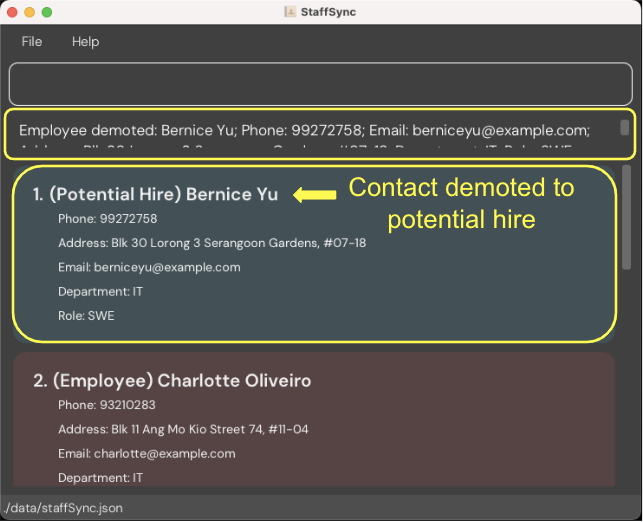 StaffSync
File Help
Employee demoted: Bernice Yu; Phone: 99272758; Email: berniceyu@example.com;
1. (Potential Hire) Bernice Yu
Contact demoted to
potential hire
Phone: 99272758
Address: Blk 30 Lorong 3 Serangoon Gardens, #07-18
Email: berniceyu@example.com
Department: IT
Role: SWE
2. (Employee) Charlotte Oliveiro
Phone: 93210283
Address: Blk 11 Ang Mo Kio Street 74, #11-04
Email: charlotte@example.com
Department: IT
./data/staffSync.json